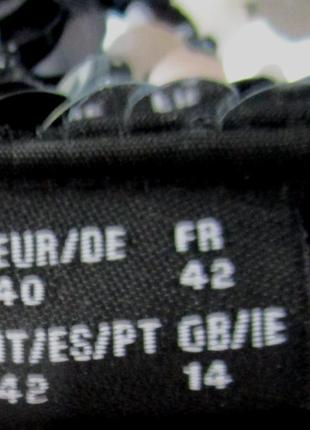 EUR/DE FR
40 42
IT/ES/PT GB/IE
42 14